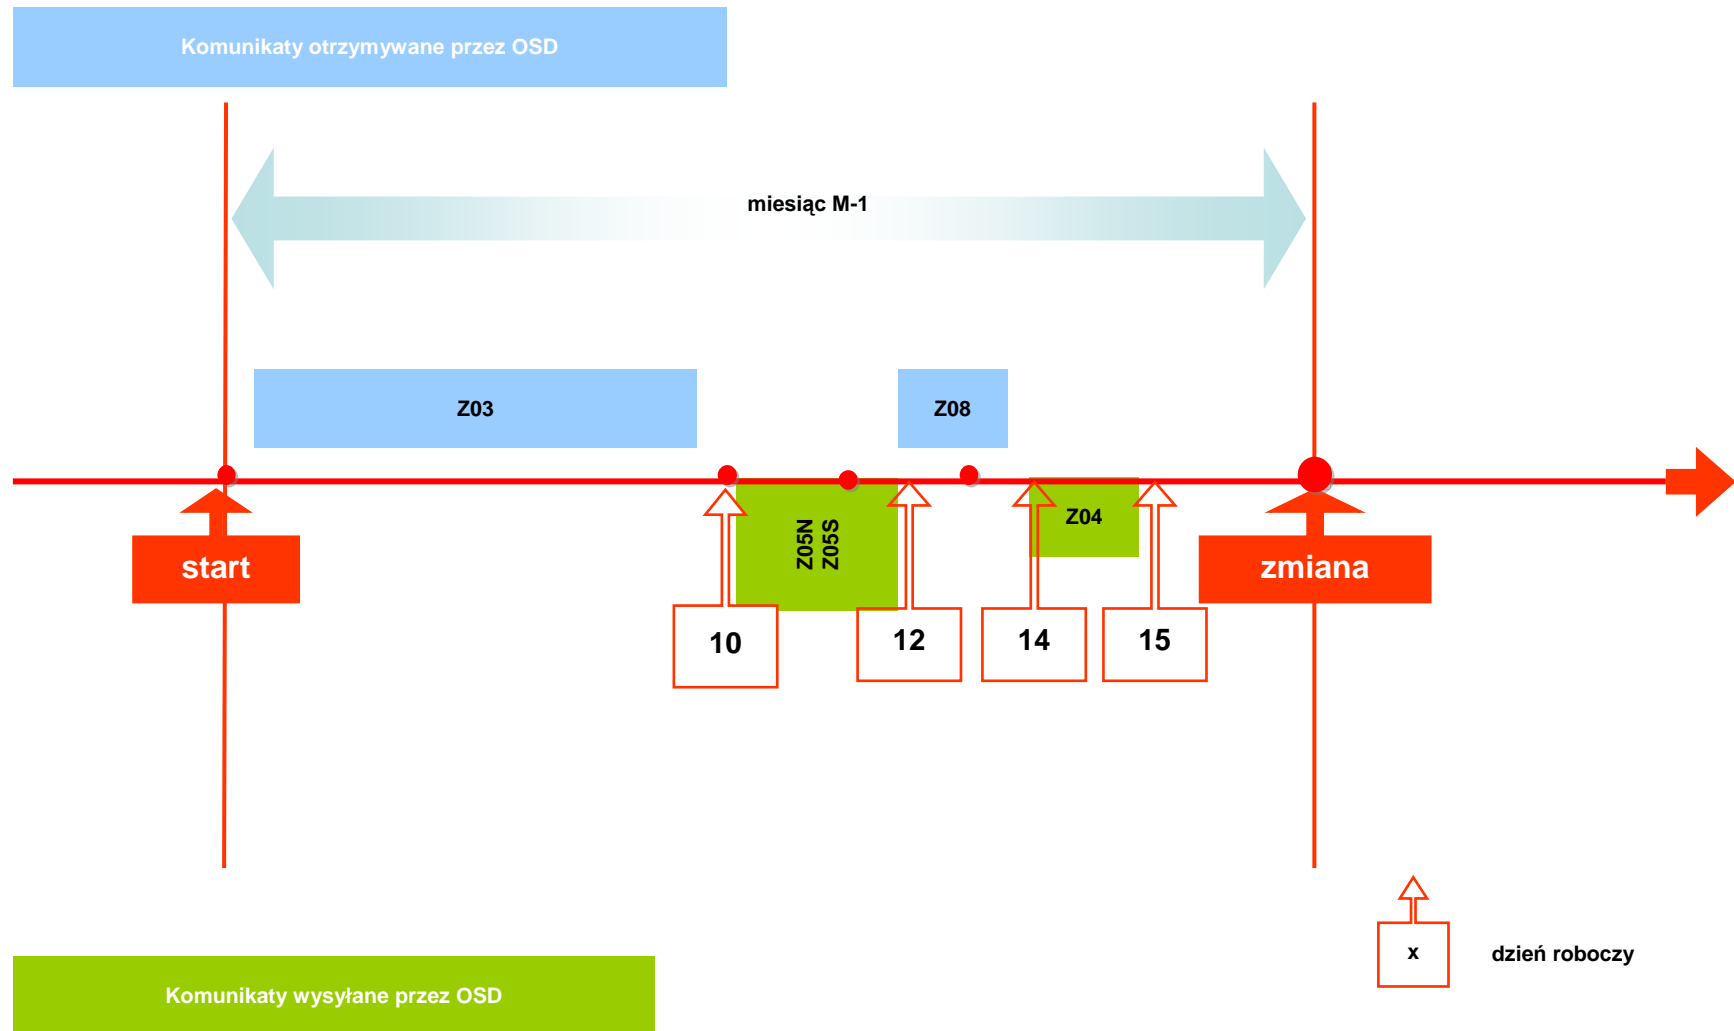 Komunikaty otrzymywane przez OSD
miesiąc M-1
Z03
Z08
Z05N
Z05S
Z04
start
zmiana
10
12
14
15
x
dzień roboczy
Komunikaty wysyłane przez OSD